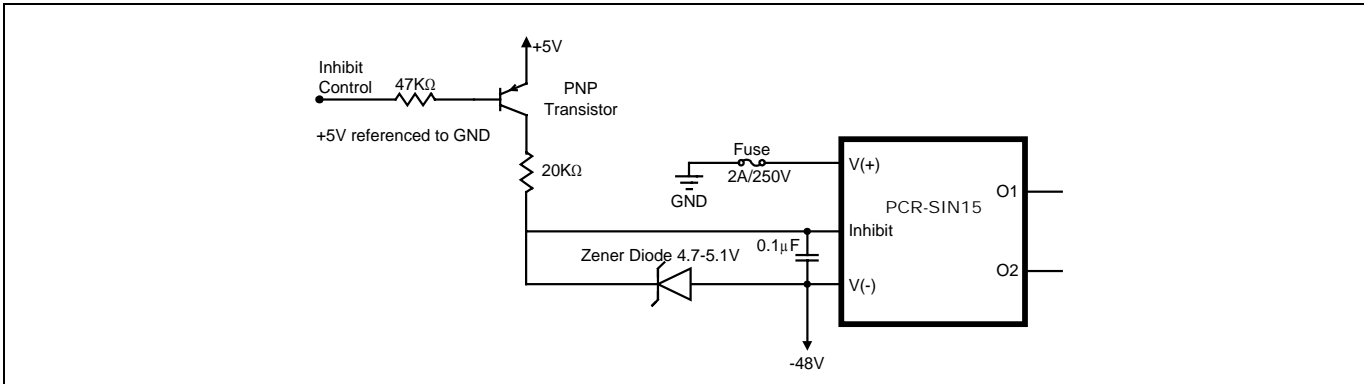 +5V
Inhibit
Control
47KΩ
PNP
Transistor
+5V referenced to GND
20KΩ
Fuse
2A/250V
GND
V(+)
PCR-SIN15
O1
Inhibit
0.1μF
Zener Diode 4.7-5.1V
O2
V(-)
-48V